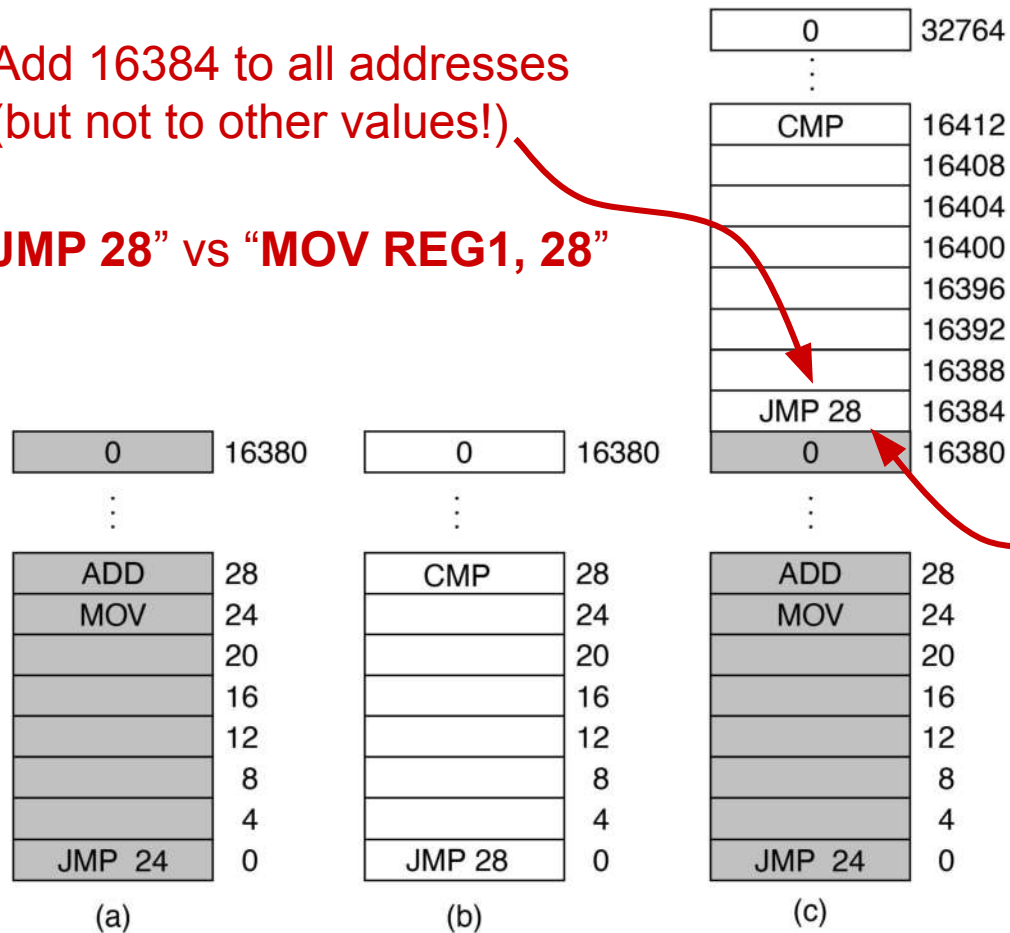 Add 16384 to all addresses
(but not to other values!)
JMP 28” vs “MOV REG1, 28”
0 16380
⋮
ADD 28
MOV 24
20
16
12
8
4
JMP 24 0
(a)
0 16380
⋮
CMP 28
24
20
16
12
8
4
JMP 28 0
(b)
0 32764
⋮
CMP 16412
16408
16404
16400
16396
16392
16388
JMP 28 16384
0 16380
⋮
ADD 28
MOV 24
20
16
12
8
4
JMP 24 0
(c)